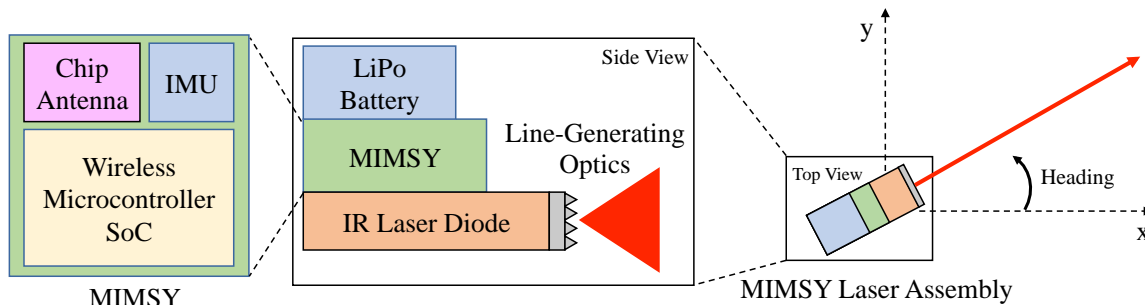 Chip
Antenna
IMU
Wireless
Microcontroller
SoC
MIMSY
Side View
LiPo
Battery
MIMSY
IR Laser Diode
Line-Generating
Optics
y
Top View
Heading
x
MIMSY Laser Assembly